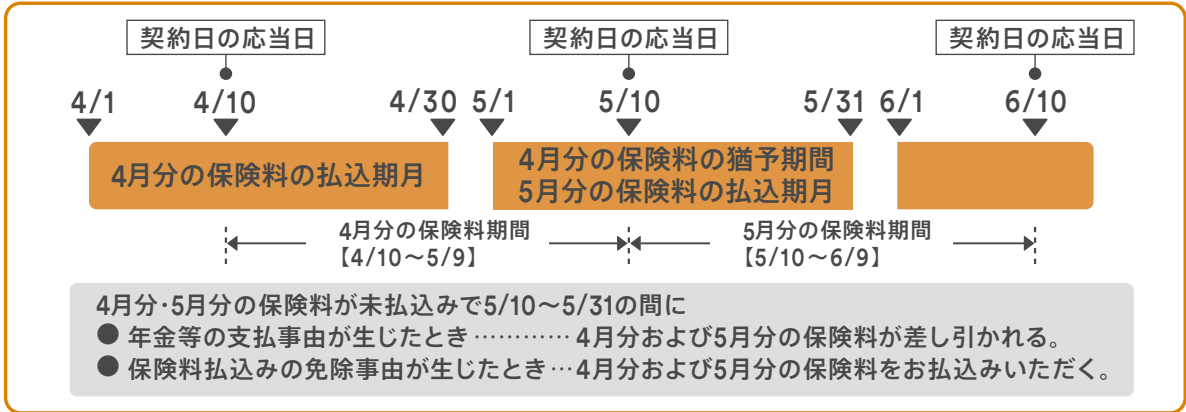 契約日の応当日 契約日の応当日 契約日の応当日
4/1 4/10 4/30 5/1 5/10 5/31 6/1 6/10
4月分の保険料の払込期月
4月分の保険料の猶予期間
5月分の保険料の払込期月
4月分の保険料期間
【4/10～5/9】
5月分の保険料期間
【5/10～6/9】
4月分・5月分の保険料が未払込みで5/10～5/31の間に
● 年金等の支払事由が生じたとき………… 4月分および5月分の保険料が差し引かれる。
● 保険料払込みの免除事由が生じたとき…4月分および5月分の保険料をお払込みいただく。